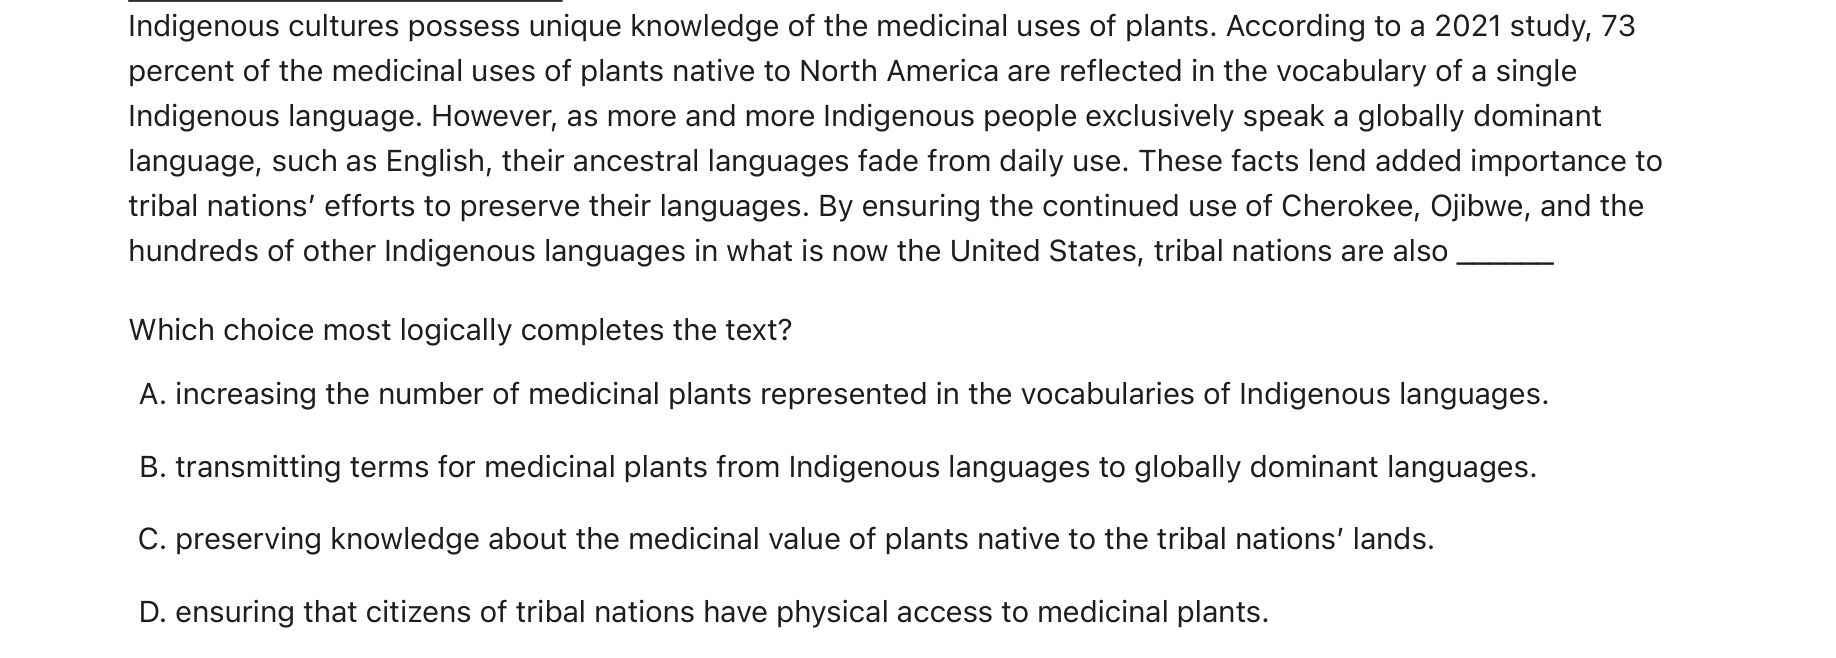 Indigenous cultures possess unique knowledge of the medicinal uses of plants. According to a 2021 study, 73
percent of the medicinal uses of plants native to North America are reflected in the vocabulary of a single
Indigenous language. However, as more and more Indigenous people exclusively speak a globally dominant
language, such as English, their ancestral languages fade from daily use. These facts lend added importance to
tribal nations’ efforts to preserve their languages. By ensuring the continued use of Cherokee, Ojibwe, and the
hundreds of other Indigenous languages in what is now the United States, tribal nations are also ______
Which choice most logically completes the text?
A. increasing the number of medicinal plants represented in the vocabularies of Indigenous languages.
B. transmitting terms for medicinal plants from Indigenous languages to globally dominant languages.
C. preserving knowledge about the medicinal value of plants native to the tribal nations’ lands.
D. ensuring that citizens of tribal nations have physical access to medicinal plants.